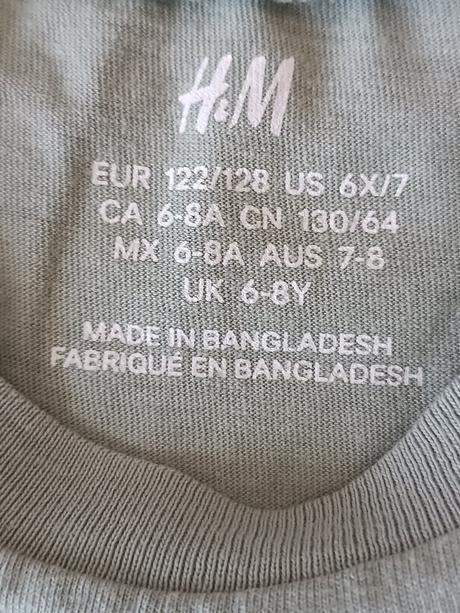 H&M
EUR 122/128 US 6X/7
CA 6-8A CN 130/64
MX 6-8A AUS 7-8
UK 6-8Y
MADE IN BANGLADESH
FABRIQUÉ EN BANGLADESH